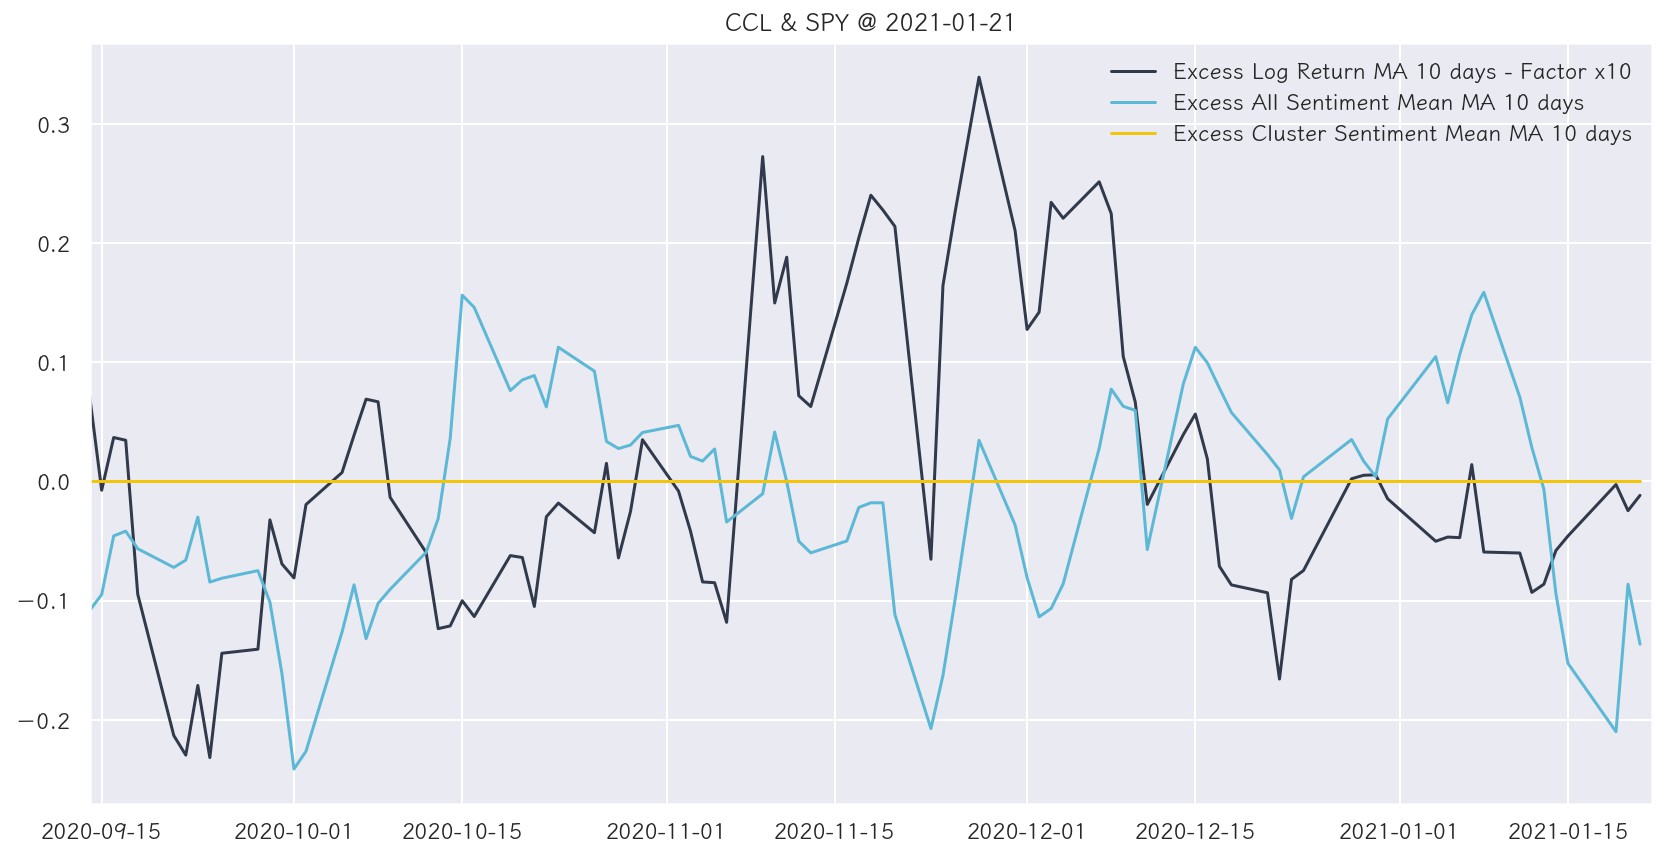 CCL & SPY @ 2021-01-21
Excess Log Return MA 10 days - Factor x10
Excess All Sentiment Mean MA 10 days
Excess Cluster Sentiment Mean MA 10 days
0.3
0.2
0.1
0.0
−0.1
−0.2
2020-09-15 2020-10-01 2020-10-15 2020-11-01 2020-11-15 2020-12-01 2020-12-15 2021-01-01 2021-01-15